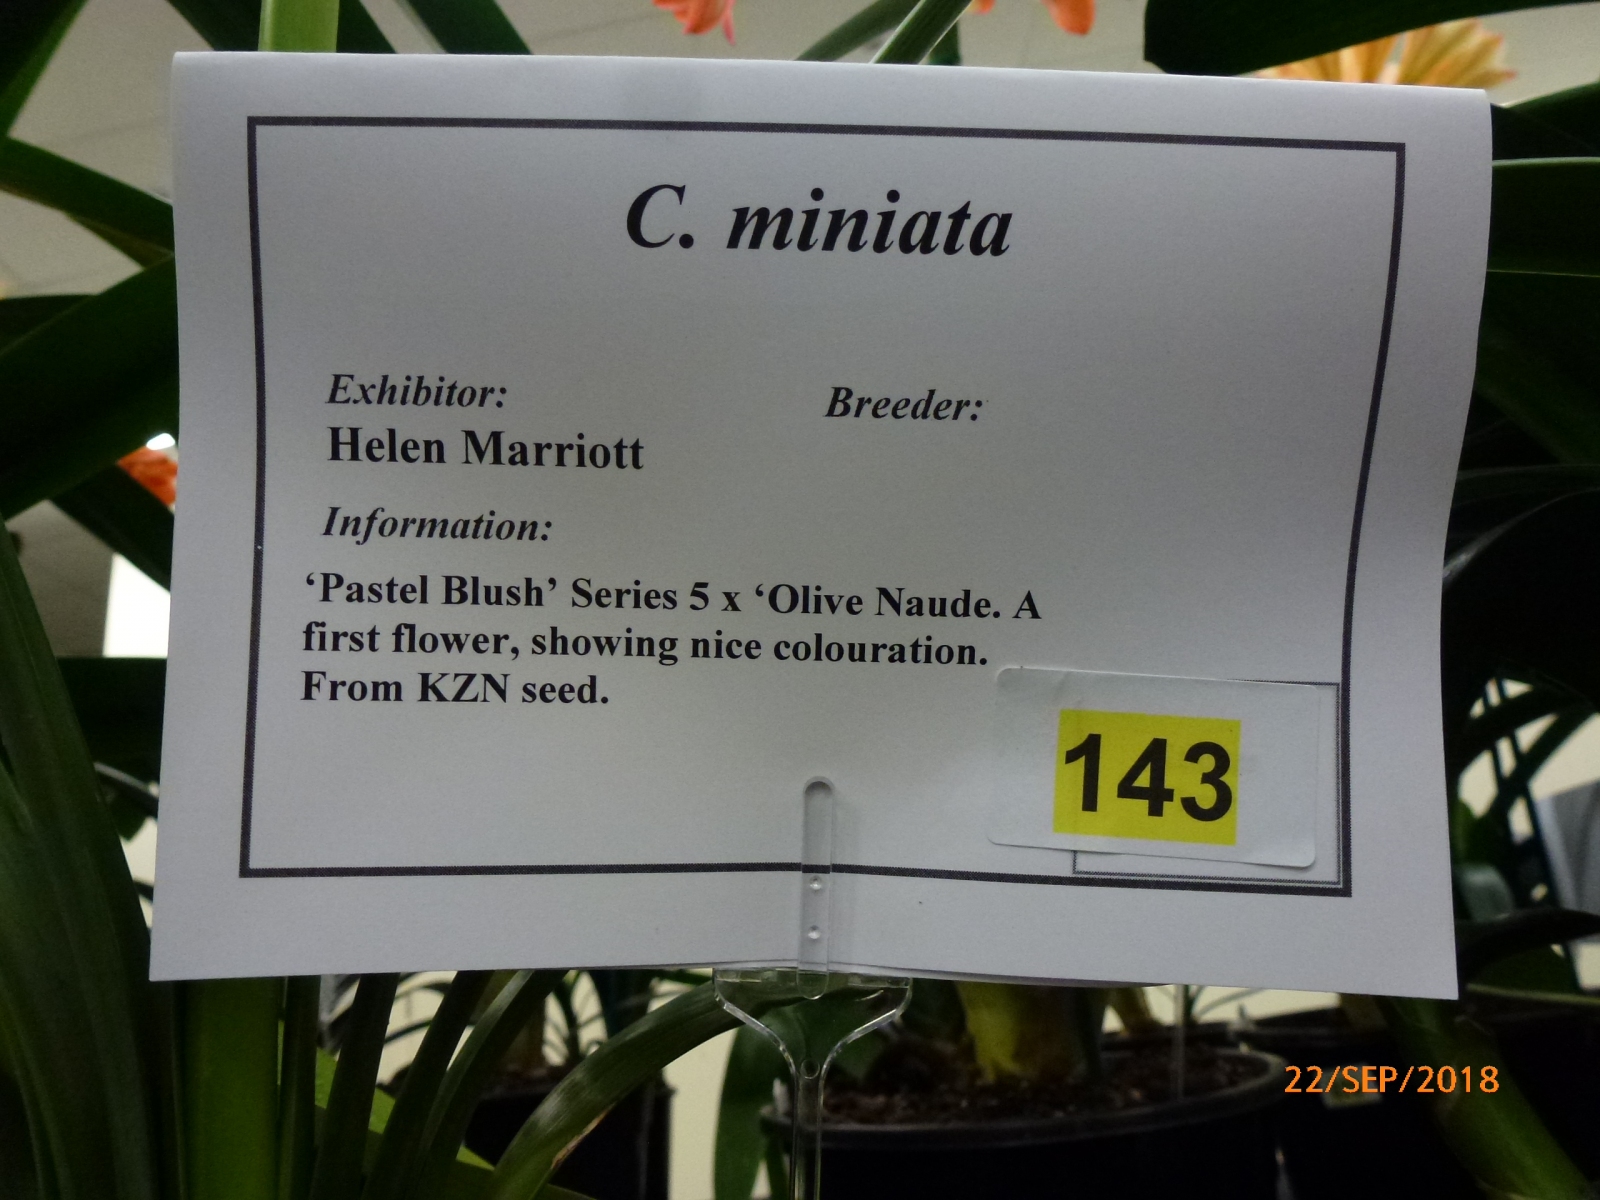 C. miniata
Exhibitor:
Breeder:
Helen Marriott
Information:
‘Pastel Blush’ Series 5 x ‘Olive Naude. A
first flower, showing nice colouration.
From KZN seed.
143
22/SEP/2018